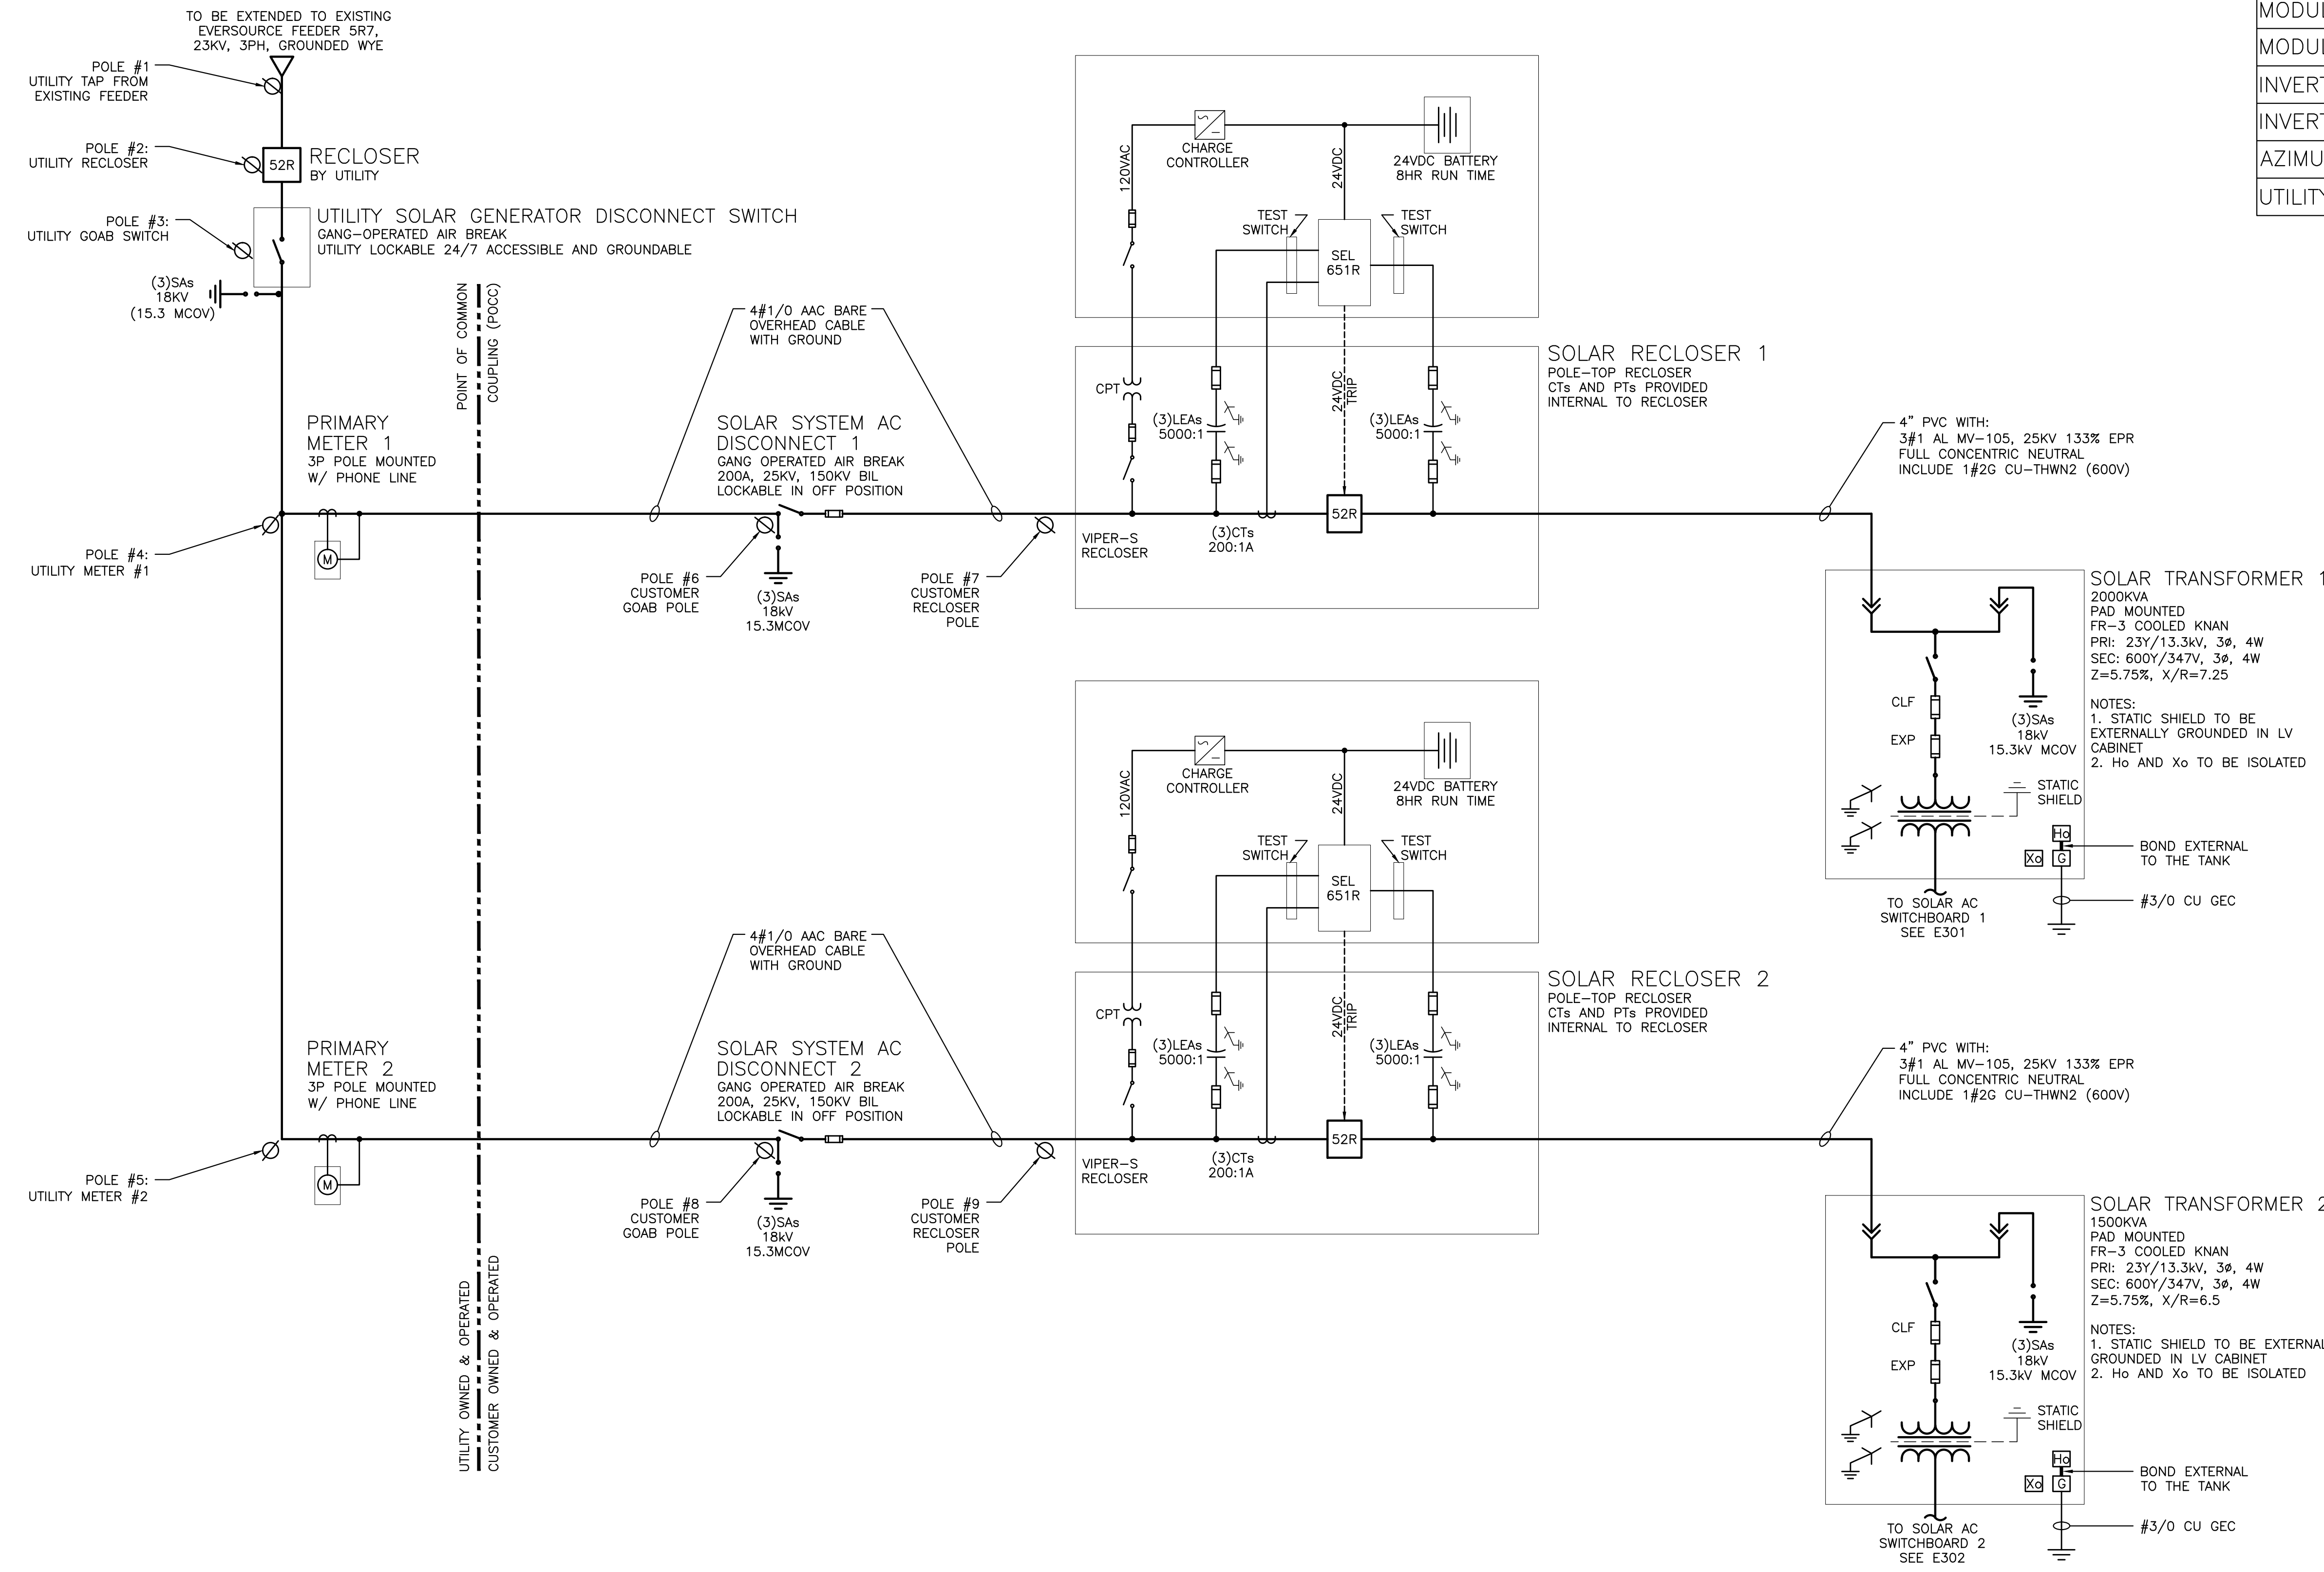 TO BE EXTENDED TO EXISTING
EVERSOURCE FEEDER 5R7,
23KV, 3PH, GROUNDED WYE
POLE #1
UTILITY TAP FROM
EXISTING FEEDER
POLE #2:
UTILITY RECLOSER
52R
RECLOSER
BY UTILITY
POLE #3:
UTILITY GOAB SWITCH
UTILITY SOLAR GENERATOR DISCONNECT SWITCH
GANG-OPERATED AIR BREAK
UTILITY LOCKABLE 24/7 ACCESSIBLE AND GROUNDABLE
(3)SAs
18KV
(15.3 MCOV)
POINT OF COMMON
COUPLING (POCC)
4#1/0 AAC BARE
OVERHEAD CABLE
WITH GROUND
PRIMARY
METER 1
3P POLE MOUNTED
W/ PHONE LINE
M
POLE #4:
UTILITY METER #1
SOLAR SYSTEM AC
DISCONNECT 1
GANG OPERATED AIR BREAK
200A, 25KV, 150KV BIL
LOCKABLE IN OFF POSITION
POLE #6
CUSTOMER
GOAB POLE
(3)SAs
18kV
15.3MCOV
POLE #7
CUSTOMER
RECLOSER
POLE
120VAC
CHARGE
CONTROLLER
24VDC
24VDC BATTERY
8HR RUN TIME
TEST
SWITCH
TEST
SWITCH
SEL
651R
CPT
(3)LEAs
5000:1
24VDC
TRIP
(3)LEAs
5000:1
VIPER-S
RECLOSER
(3)CTs
200:1A
52R
SOLAR RECLOSER 1
POLE-TOP RECLOSER
CTs AND PTs PROVIDED
INTERNAL TO RECLOSER
4" PVC WITH:
3#1 AL MV-105, 25KV 133% EPR
FULL CONCENTRIC NEUTRAL
INCLUDE 1#2G CU-THWN2 (600V)
SOLAR TRANSFORMER 1
2000KVA
PAD MOUNTED
FR-3 COOLED KNAN
PRI: 23Y/13.3kV, 3ø, 4W
SEC: 600Y/347V, 3ø, 4W
Z=5.75%, X/R=7.25
NOTES:
1. STATIC SHIELD TO BE
EXTERNALLY GROUNDED IN LV
CABINET
2. Ho AND Xo TO BE ISOLATED
CLF
EXP
(3)SAs
18kV
15.3kV MCOV
STATIC
SHIELD
Ho
Xo
G
BOND EXTERNAL
TO THE TANK
#3/0 CU GEC
TO SOLAR AC
SWITCHBOARD 1
SEE E301
4#1/0 AAC BARE
OVERHEAD CABLE
WITH GROUND
PRIMARY
METER 2
3P POLE MOUNTED
W/ PHONE LINE
M
POLE #5:
UTILITY METER #2
SOLAR SYSTEM AC
DISCONNECT 2
GANG OPERATED AIR BREAK
200A, 25KV, 150KV BIL
LOCKABLE IN OFF POSITION
POLE #8
CUSTOMER
GOAB POLE
(3)SAs
18kV
15.3MCOV
POLE #9
CUSTOMER
RECLOSER
POLE
UTILITY OWNED & OPERATED
CUSTOMER OWNED & OPERATED
120VAC
CHARGE
CONTROLLER
24VDC
24VDC BATTERY
8HR RUN TIME
TEST
SWITCH
TEST
SWITCH
SEL
651R
CPT
(3)LEAs
5000:1
24VDC
TRIP
(3)LEAs
5000:1
VIPER-S
RECLOSER
(3)CTs
200:1A
52R
SOLAR RECLOSER 2
POLE-TOP RECLOSER
CTs AND PTs PROVIDED
INTERNAL TO RECLOSER
4" PVC WITH:
3#1 AL MV-105, 25KV 133% EPR
FULL CONCENTRIC NEUTRAL
INCLUDE 1#2G CU-THWN2 (600V)
SOLAR TRANSFORMER 2
1500KVA
PAD MOUNTED
FR-3 COOLED KNAN
PRI: 23Y/13.3kV, 3ø, 4W
SEC: 600Y/347V, 3ø, 4W
Z=5.75%, X/R=6.5
NOTES:
1. STATIC SHIELD TO BE EXTERNAL
GROUNDED IN LV CABINET
2. Ho AND Xo TO BE ISOLATED
CLF
EXP
(3)SAs
18kV
15.3kV MCOV
STATIC
SHIELD
Ho
Xo
G
BOND EXTERNAL
TO THE TANK
#3/0 CU GEC
TO SOLAR AC
SWITCHBOARD 2
SEE E302
MODUL
MODUL
INVERT
INVERT
AZIMU
UTILITY